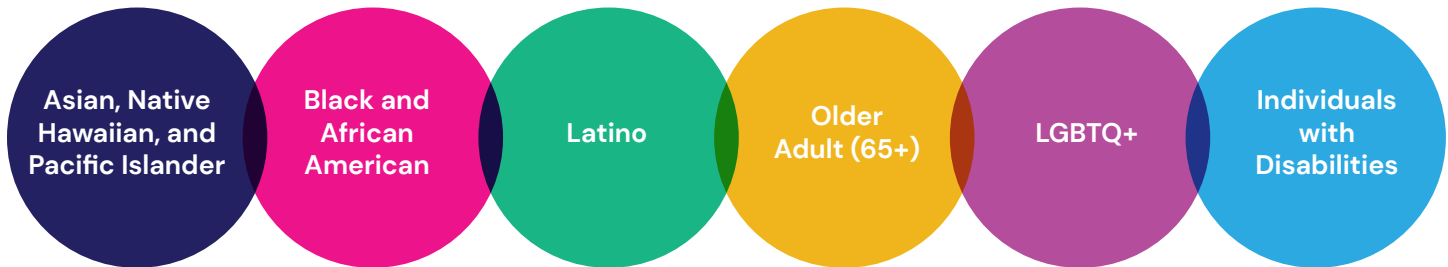 Asian, Native
Hawaiian, and
Pacific Islander
Black and
African
American
Latino
Older
Adult (65+)
LGBTQ+
Individuals
with
Disabilities